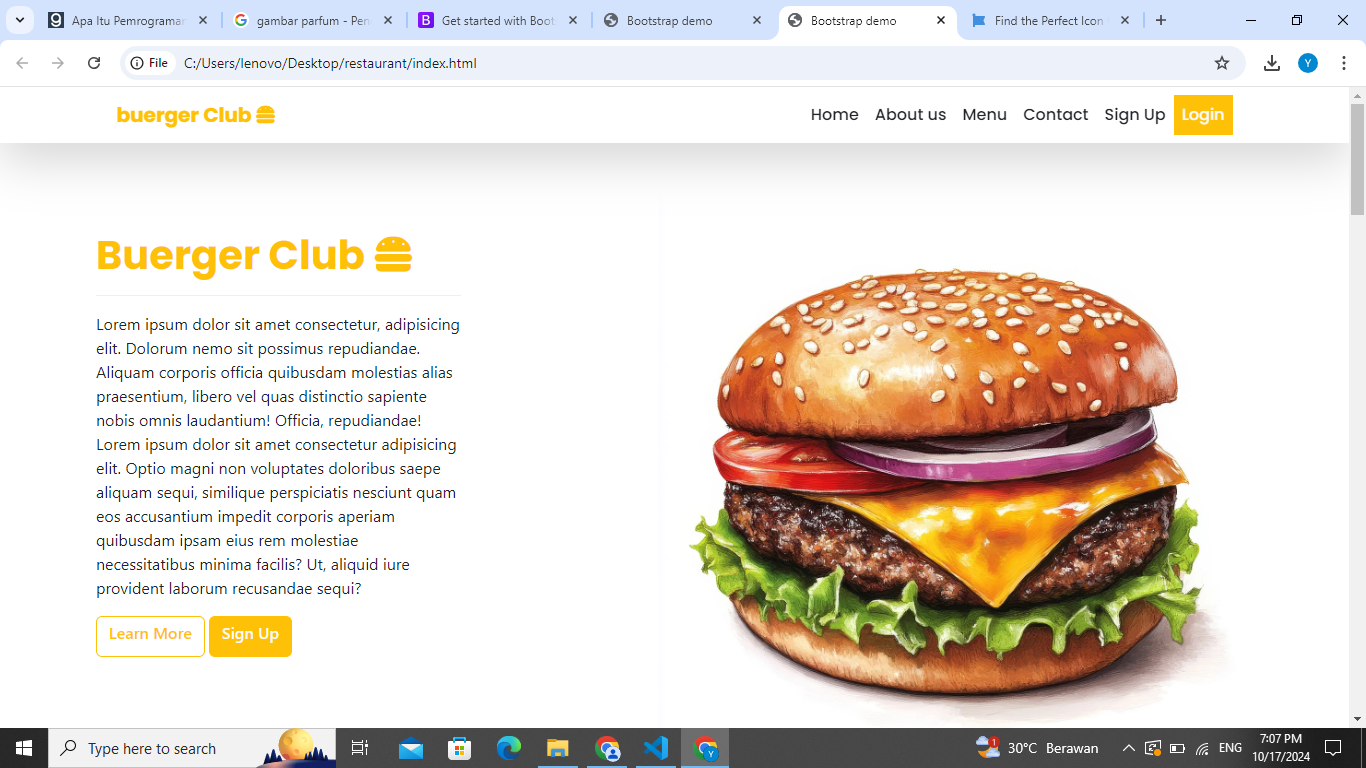 Apa Itu Pemrograman
gambar parfum - Pen
Get started with Boots
Bootstrap demo
Bootstrap demo
Find the Perfect Icon
File
C:/Users/lenovo/Desktop/restaurant/index.html
Y
buerger Club
Home About us Menu Contact Sign Up Login
Buerger Club
Lorem ipsum dolor sit amet consectetur, adipisicing
elit. Dolorum nemo sit possimus repudiandae.
Aliquam corporis officia quibusdam molestias alias
praesentium, libero vel quas distinctio sapiente
nobis omnis laudantium! Officia, repudiandae!
Lorem ipsum dolor sit amet consectetur adipisicing
elit. Optio magni non voluptates doloribus saepe
aliquam sequi, similique perspiciatis nesciunt quam
eos accusantium impedit corporis aperiam
quibusdam ipsam eius rem molestiae
necessitatibus minima facilis? Ut, aliquid iure
provident laborum recusandae sequi?
Learn More Sign Up
Type here to search
1
30°C Berawan
ENG
7:07 PM
10/17/2024